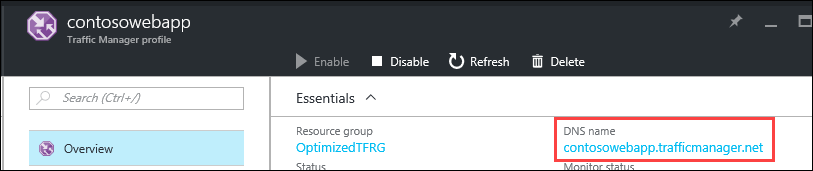 contosowebapp
Traffic Manager profile
Enable Disable Refresh Delete
Search (Ctrl+/)
Essentials
Overview
Resource group
OptimizedTFRG
DNS name
contosowebapp.trafficmanager.net
Status
Monitor status